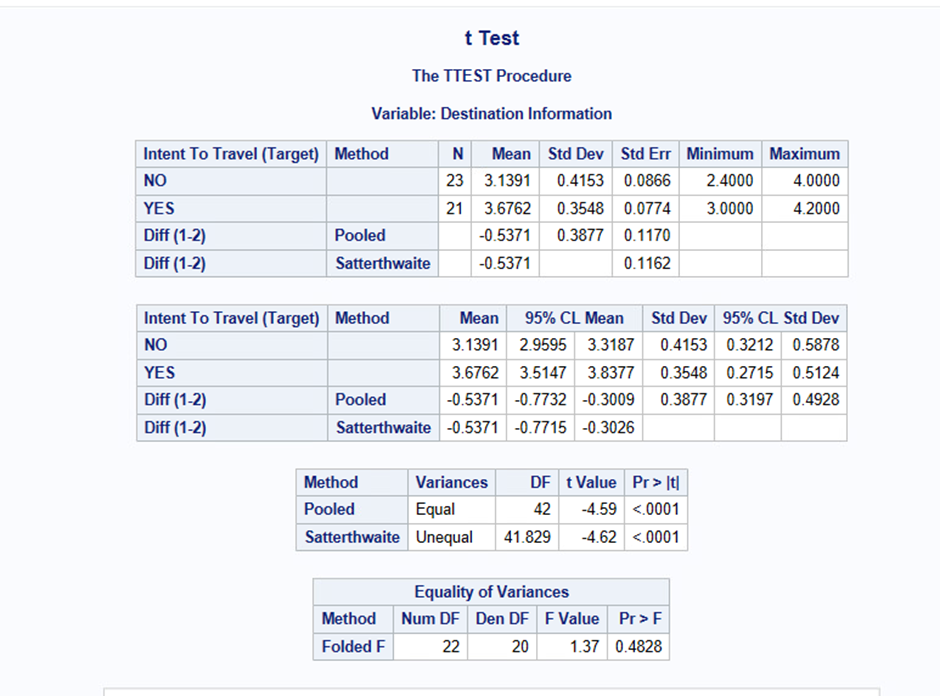 t Test
The TTEST Procedure
Variable: Destination Information
Intent To Travel (Target) Method N Mean Std Dev Std Err Minimum Maximum
NO 23 3.1391 0.4153 0.0866 2.4000 4.0000
YES 21 3.6762 0.3548 0.0774 3.0000 4.2000
Diff (1-2) Pooled -0.5371 0.3877 0.1170
Diff (1-2) Satterthwaite -0.5371 0.1162
Intent To Travel (Target) Method Mean 95% CL Mean Std Dev 95% CL Std Dev
NO 3.1391 2.9595 3.3187 0.4153 0.3212 0.5878
YES 3.6762 3.5147 3.8377 0.3548 0.2715 0.5124
Diff (1-2) Pooled -0.5371 -0.7732 -0.3009 0.3877 0.3197 0.4928
Diff (1-2) Satterthwaite -0.5371 -0.7715 -0.3026
Method Variances DF t Value Pr > |t|
Pooled Equal 42 -4.59 <.0001
Satterthwaite Unequal 41.829 -4.62 <.0001
Equality of Variances
Method Num DF Den DF F Value Pr > F
Folded F 22 20 1.37 0.4828